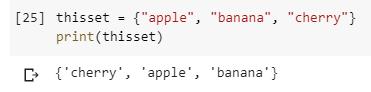 [25] thisset = {"apple", "banana", "cherry"}
print(thisset)
{'cherry', 'apple', 'banana'}